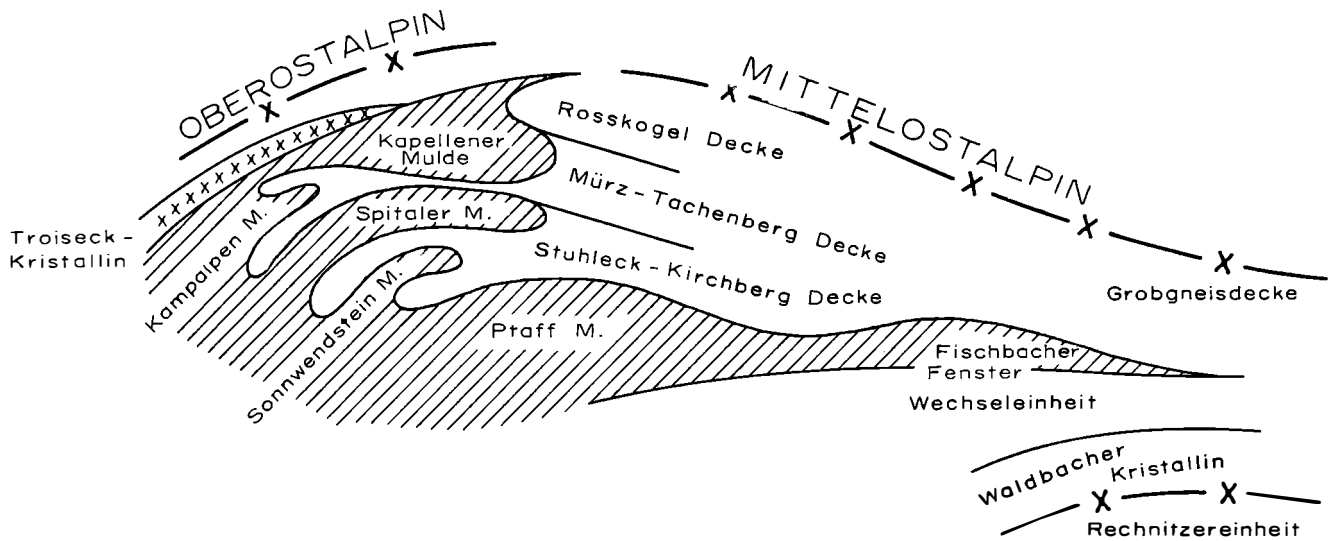 OBEROSTALPIN
MITTELOSTALPIN
Rosskogel Decke
Kapellener
Mulde
Mürz-Tachenberg Decke
Troiseck-
Kristallin
Kampalpen M.
Spitaler M.
Stuhleck-Kirchberg Decke
Grobgneisdecke
Sonnwendstein M.
Pfaff M.
Fischbacher
Fenster
Wechseleinheit
Waldbacher
Kristallin
Rechnitzereinheit